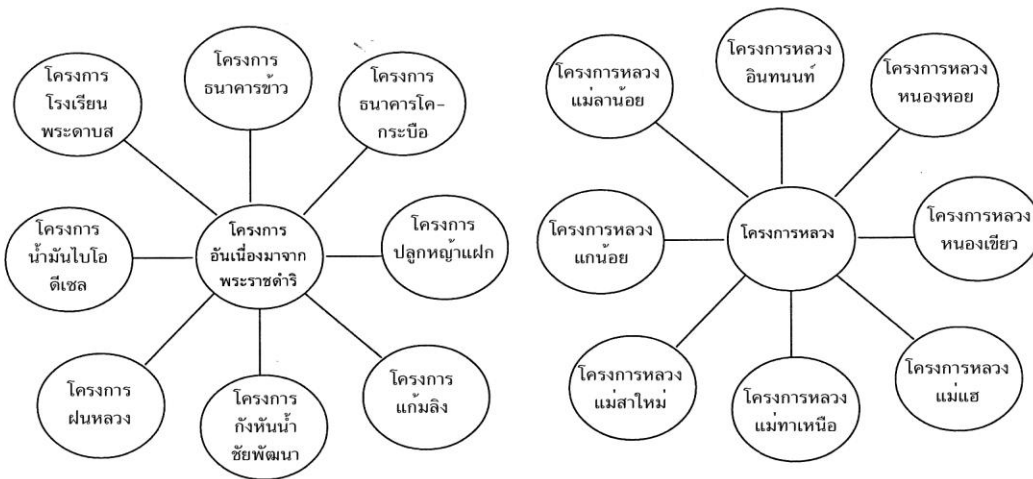 โครงการ
โรงเรียน
พระดาบส
โครงการ
ธนาคารข้าว
โครงการ
ธนาคารโค-
กระบือ
โครงการ
น้ำมันไบโอ
ดีเซล
โครงการ
อันเนื่องมาจาก
พระราชดำริ
โครงการ
ปลูกหญ้าแฝก
โครงการ
ฝนหลวง
โครงการ
กังหันน้ำ
ชัยพัฒนา
โครงการ
แก้มลิง
โครงการหลวง
แม่ลาน้อย
โครงการหลวง
อินทนนท์
โครงการหลวง
หนองหอย
โครงการหลวง
แกน้อย
โครงการหลวง
โครงการหลวง
หนองเขียว
โครงการหลวง
แม่สาใหม่
โครงการหลวง
แม่ทาเหนือ
โครงการหลวง
แม่แฮ